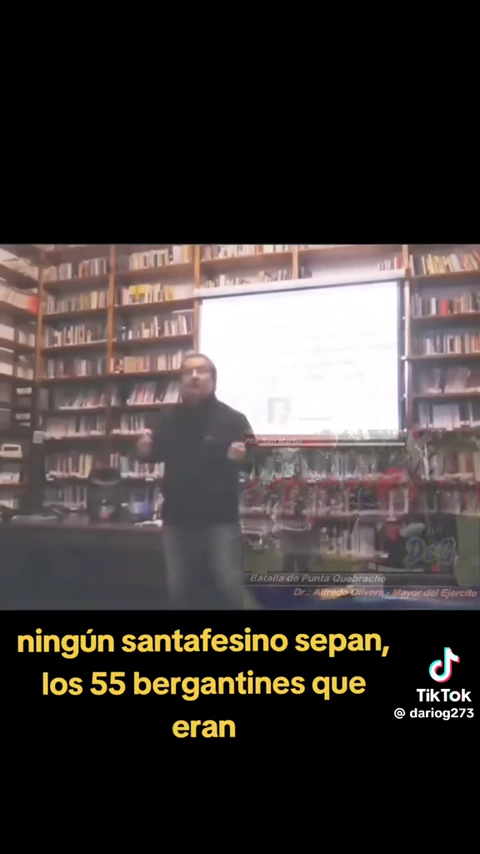 Batalla de Punta Quebracho
Dr.: Alfredo Olivera - Mayor del Ejercito
ningún santafesino sepan,
los 55 bergantines que
eran
TikTok
@ dariog273